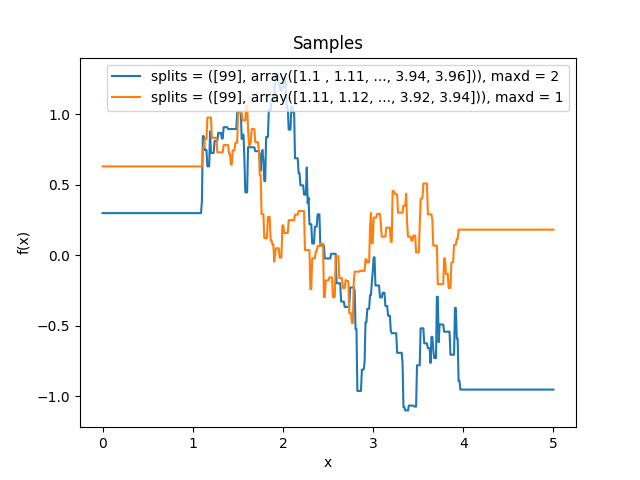 Samples
splits = ([99], array([1.1 , 1.11, ..., 3.94, 3.96])), maxd = 2
splits = ([99], array([1.11, 1.12, ..., 3.92, 3.94])), maxd = 1
1.0
0.5
0.0
−0.5
−1.0
f(x)
0 1 2 3 4 5
x